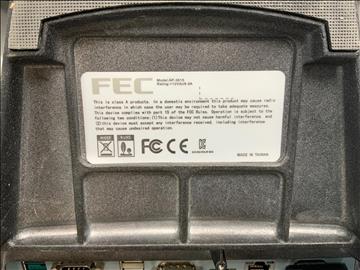 FEC
This is class A products. In a domestic environment this product may cause radio
interference in which case the user may be required to take adequate measures.
This device complies with part 15 of the FCC Rules. Operation is subject to the
following two conditions:(1)This device may not cause harmful interference, and
(2)this device must accept any interference received, including interference
that may cause undesired operation.
FC CE
MADE IN TAIWAN